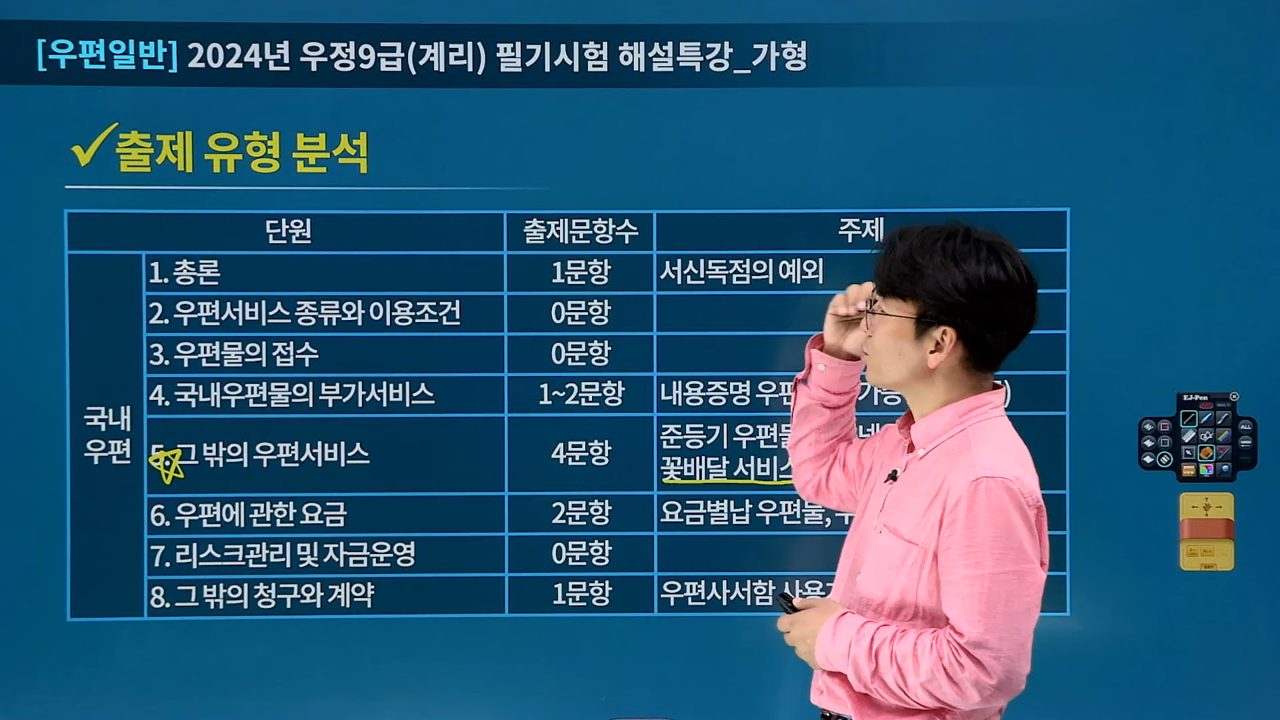 [우편일반] 2024년 우정9급(계리) 필기시험 해설특강_가형
출제 유형 분석
단원 출제문항수 주제
국내
우편
1. 총론 1문항 서신독점의 예외
2. 우편서비스 종류와 이용조건 0문항
3. 우편물의 접수 0문항
4. 국내우편물의 부가서비스 1~2문항 내용증명
5. 그 밖의 우편서비스 4문항 준등기
꽃배달 서비스
6. 우편에 관한 요금 2문항 요금별납 우편물,
7. 리스크관리 및 자금운영 0문항
8. 그 밖의 청구와 계약 1문항 우편사서함
EJ-Pen
ALL